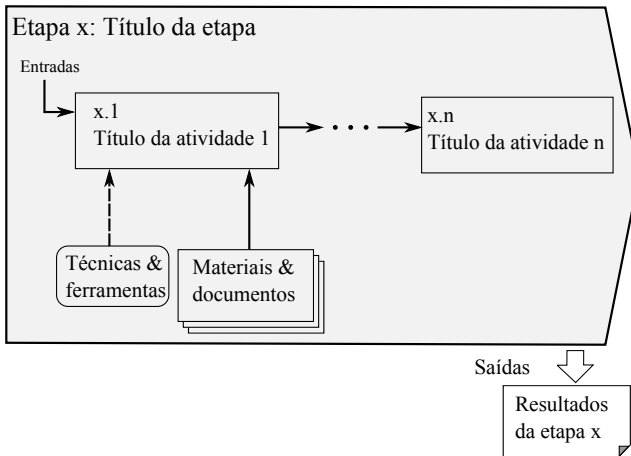 Etapa x: Título da etapa
Entradas
x.1
Título da atividade 1
x.n
Título da atividade n
Técnicas &
ferramentas
Materiais &
documentos
Saídas
Resultados
da etapa x